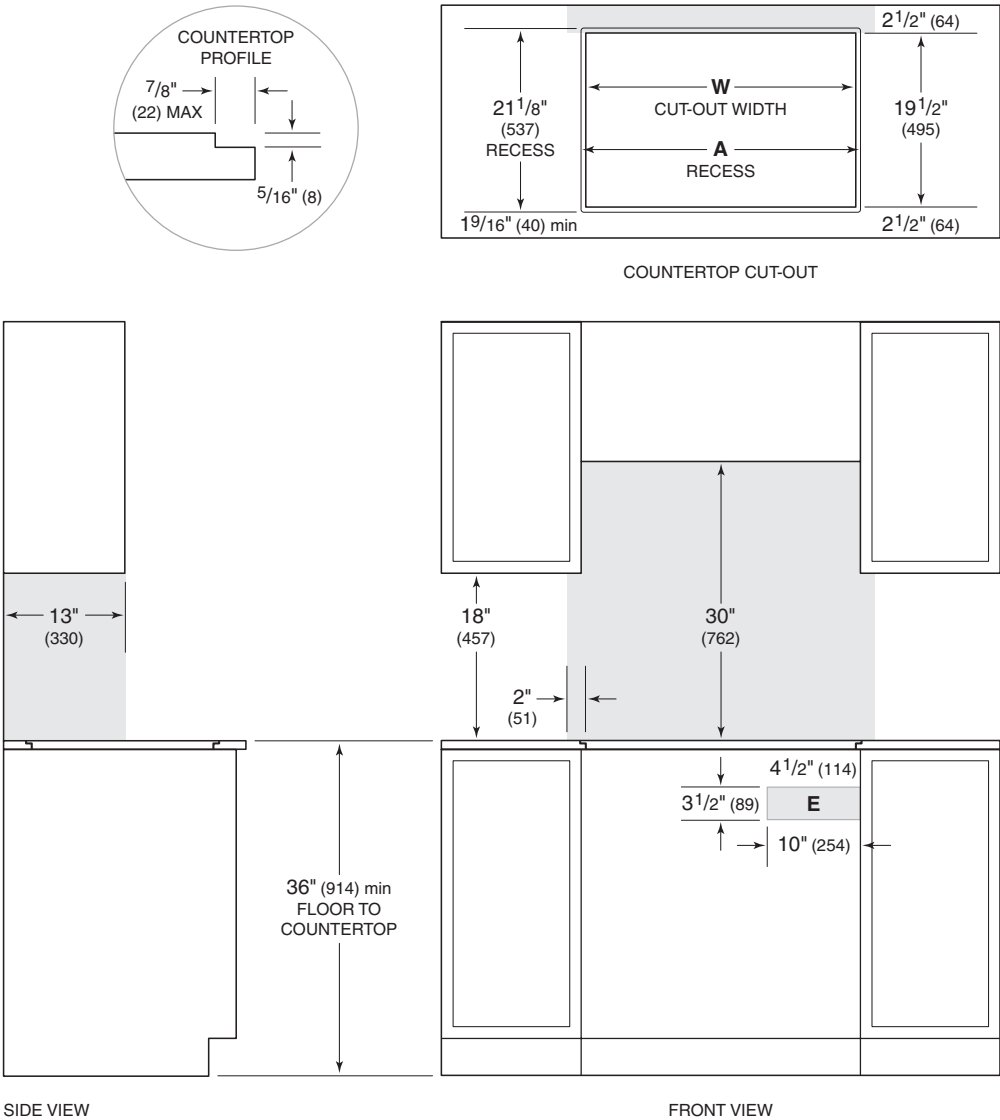 COUNTERTOP
PROFILE
7/8"
(22) MAX
5/16" (8)
2 1/2" (64)
W
CUT-OUT WIDTH
21 1/8"
(537)
RECESS
19 1/2"
(495)
A
RECESS
1 9/16" (40) min
2 1/2" (64)
COUNTERTOP CUT-OUT
13"
(330)
18"
(457)
30"
(762)
2"
(51)
4 1/2" (114)
3 1/2" (89)
E
10" (254)
36" (914) min
FLOOR TO
COUNTERTOP
SIDE VIEW
FRONT VIEW